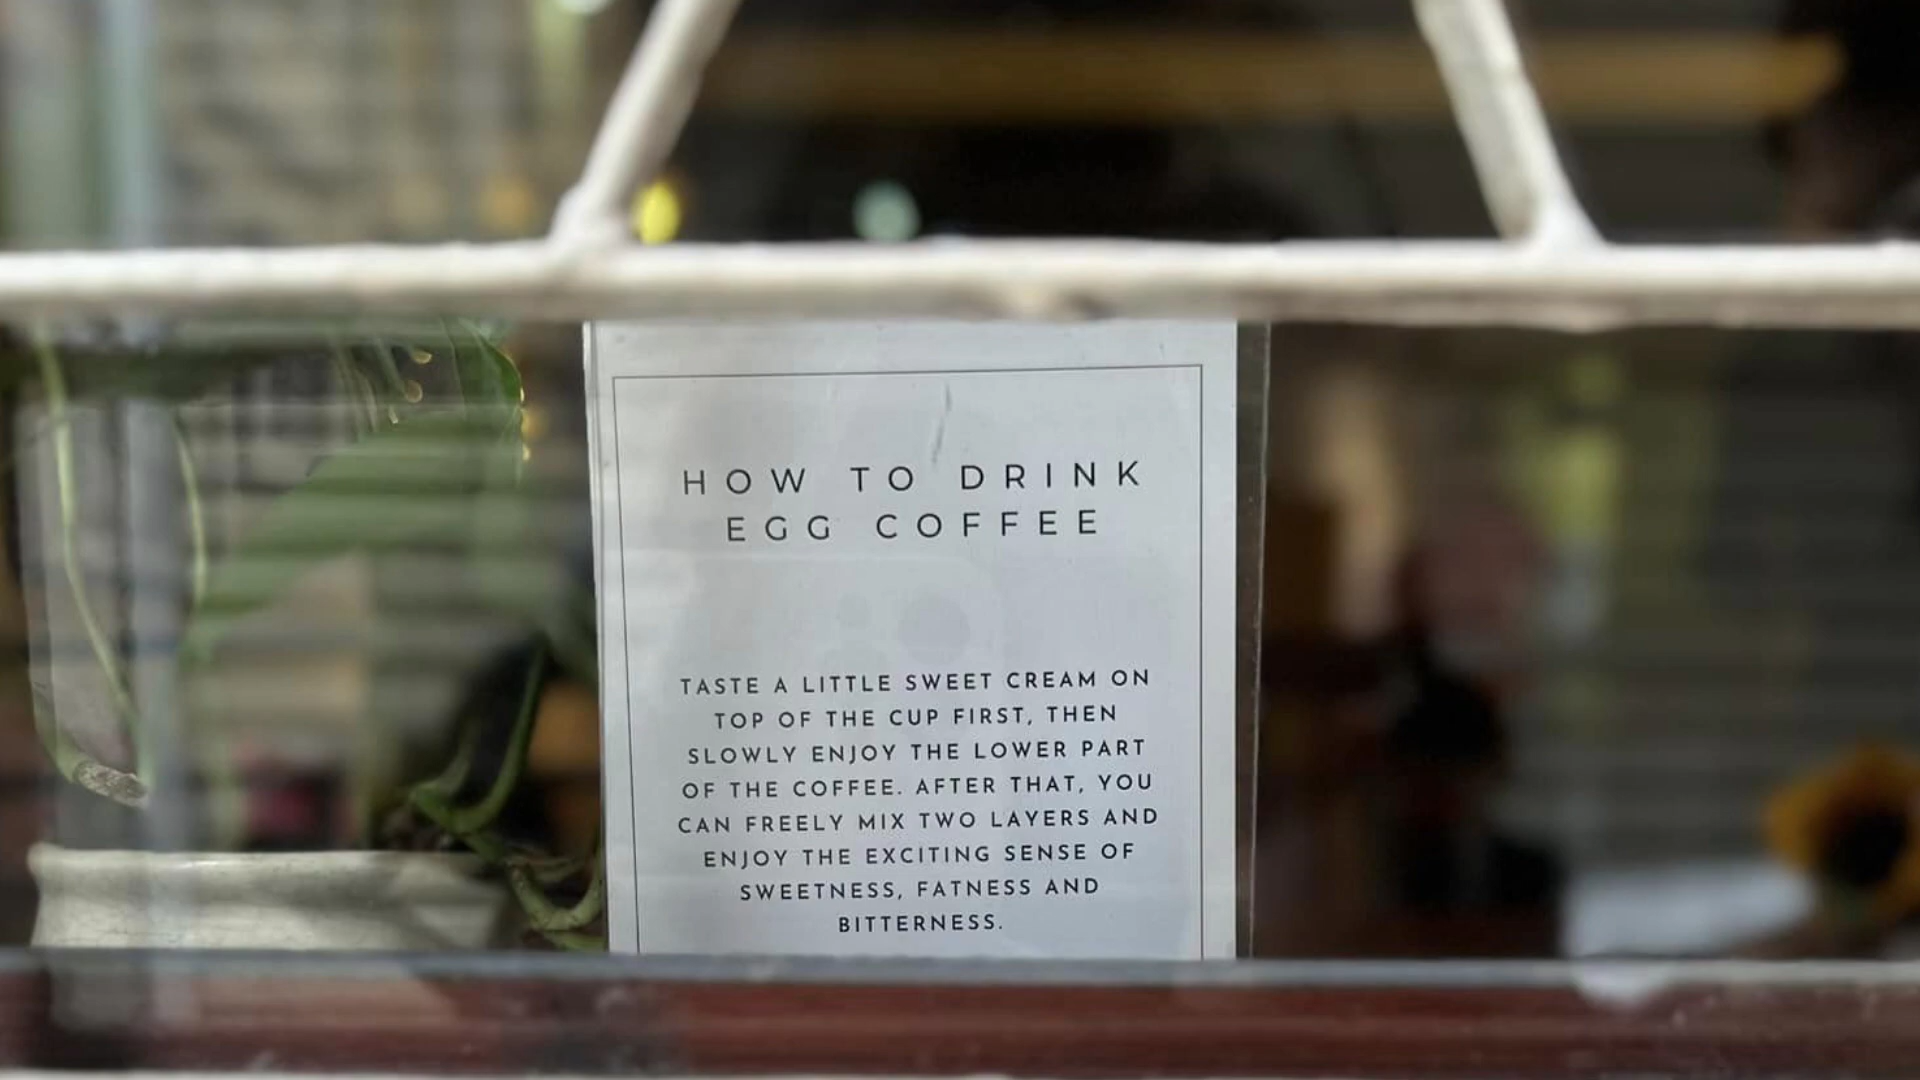 HOW TO DRINK
EGG COFFEE
TASTE A LITTLE SWEET CREAM ON
TOP OF THE CUP FIRST, THEN
SLOWLY ENJOY THE LOWER PART
OF THE COFFEE. AFTER THAT, YOU
CAN FREELY MIX TWO LAYERS AND
ENJOY THE EXCITING SENSE OF
SWEETNESS, FATNESS AND
BITTERNESS.